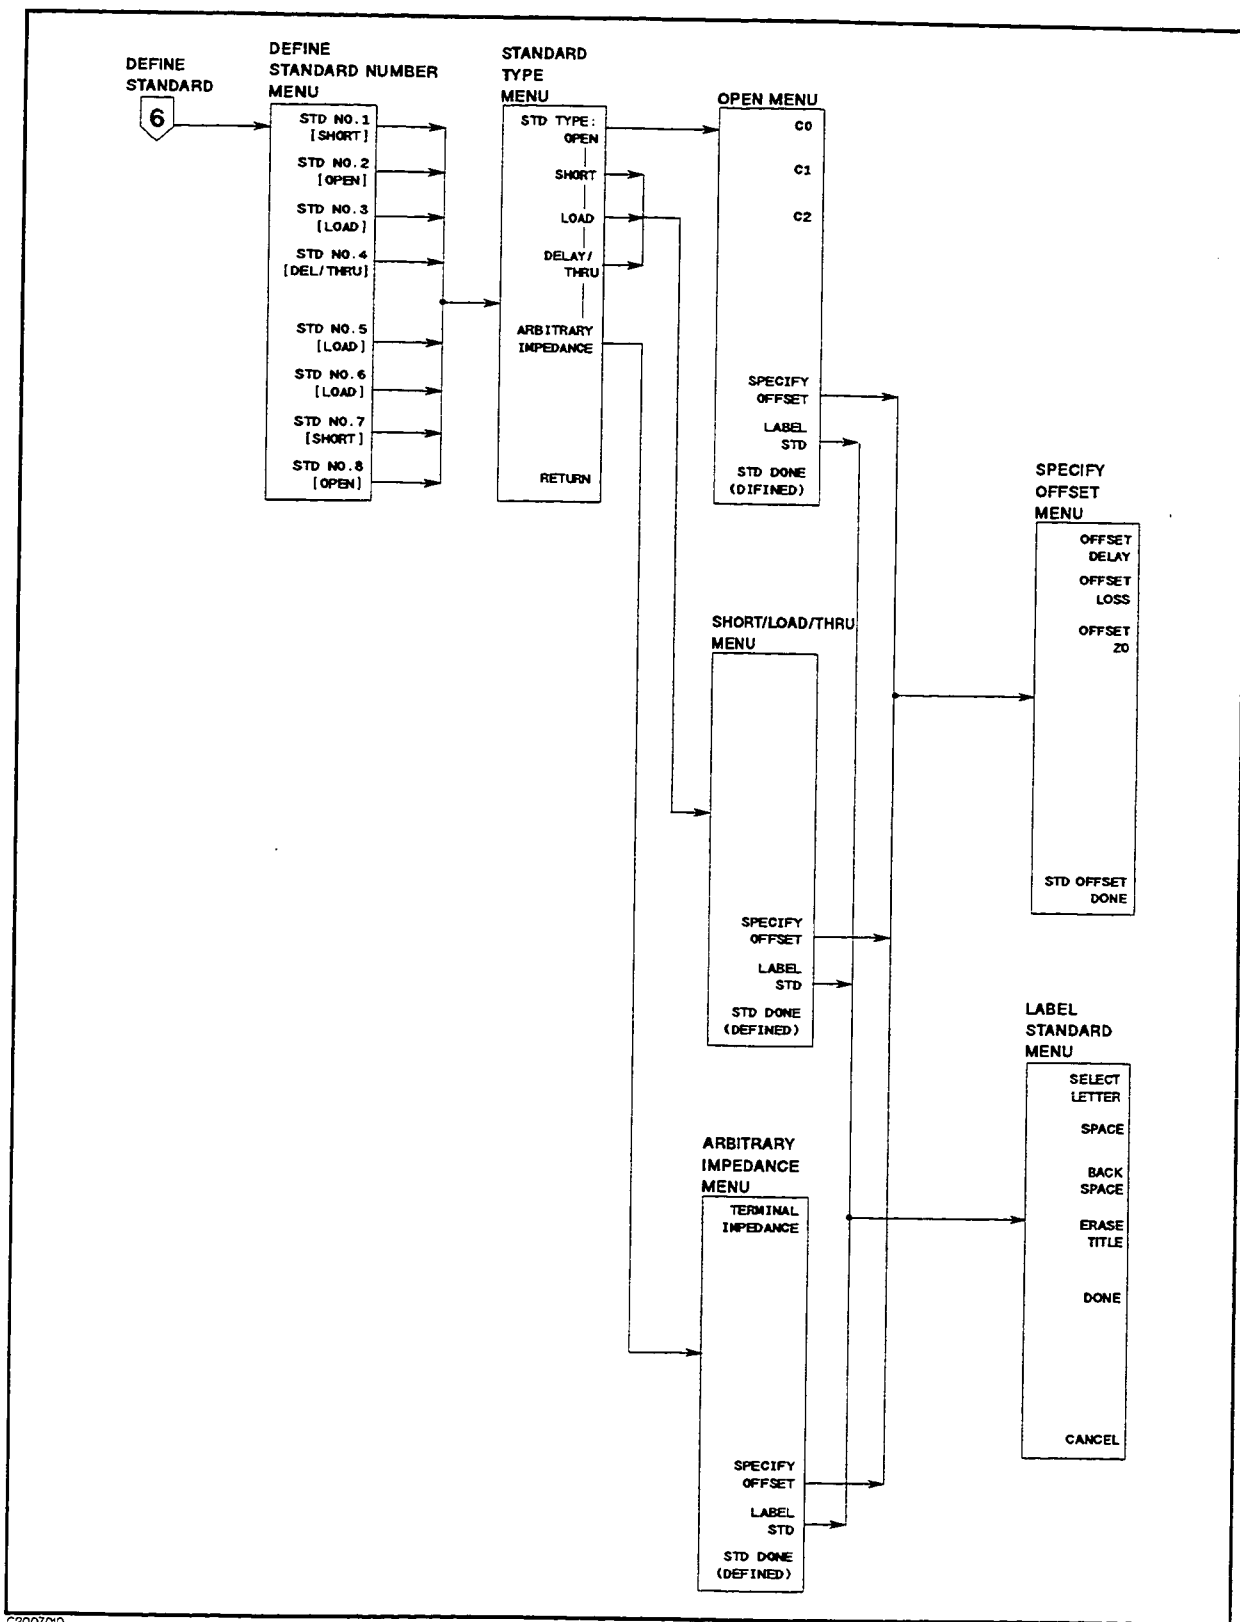 DEFINE
STANDARD
6
DEFINE
STANDARD NUMBER
MENU
STD NO.1
[SHORT]
STD NO.2
[OPEN]
STD NO.3
[LOAD]
STD NO.4
[DEL/THRU]
STD NO.5
[LOAD]
STD NO.6
[LOAD]
STD NO.7
[SHORT]
STD NO.8
[OPEN]
STANDARD
TYPE
MENU
STD TYPE:
OPEN
SHORT
LOAD
DELAY/
THRU
ARBITRARY
IMPEDANCE
RETURN
OPEN MENU
C0
C1
C2
SPECIFY
OFFSET
LABEL
STD
STD DONE
(DIFINED)
SHORT/LOAD/THRU
MENU
SPECIFY
OFFSET
LABEL
STD
STD DONE
(DEFINED)
ARBITRARY
IMPEDANCE
MENU
TERMINAL
IMPEDANCE
SPECIFY
OFFSET
LABEL
STD
STD DONE
(DEFINED)
SPECIFY
OFFSET
MENU
OFFSET
DELAY
OFFSET
LOSS
OFFSET
Z0
STD OFFSET
DONE
LABEL
STANDARD
MENU
SELECT
LETTER
SPACE
BACK
SPACE
ERASE
TITLE
DONE
CANCEL